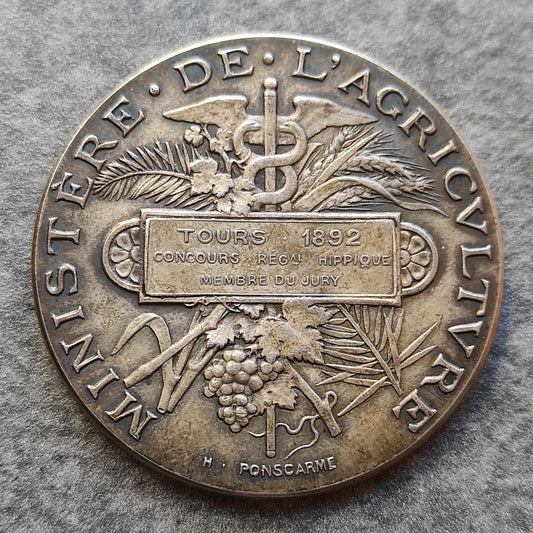 MINISTÈRE · DE · L'AGRICVLTVRE
TOURS · 1892
CONCOURS RÉGAL HIPPIQUE
MEMBRE DU JURY
H · PONSCARME